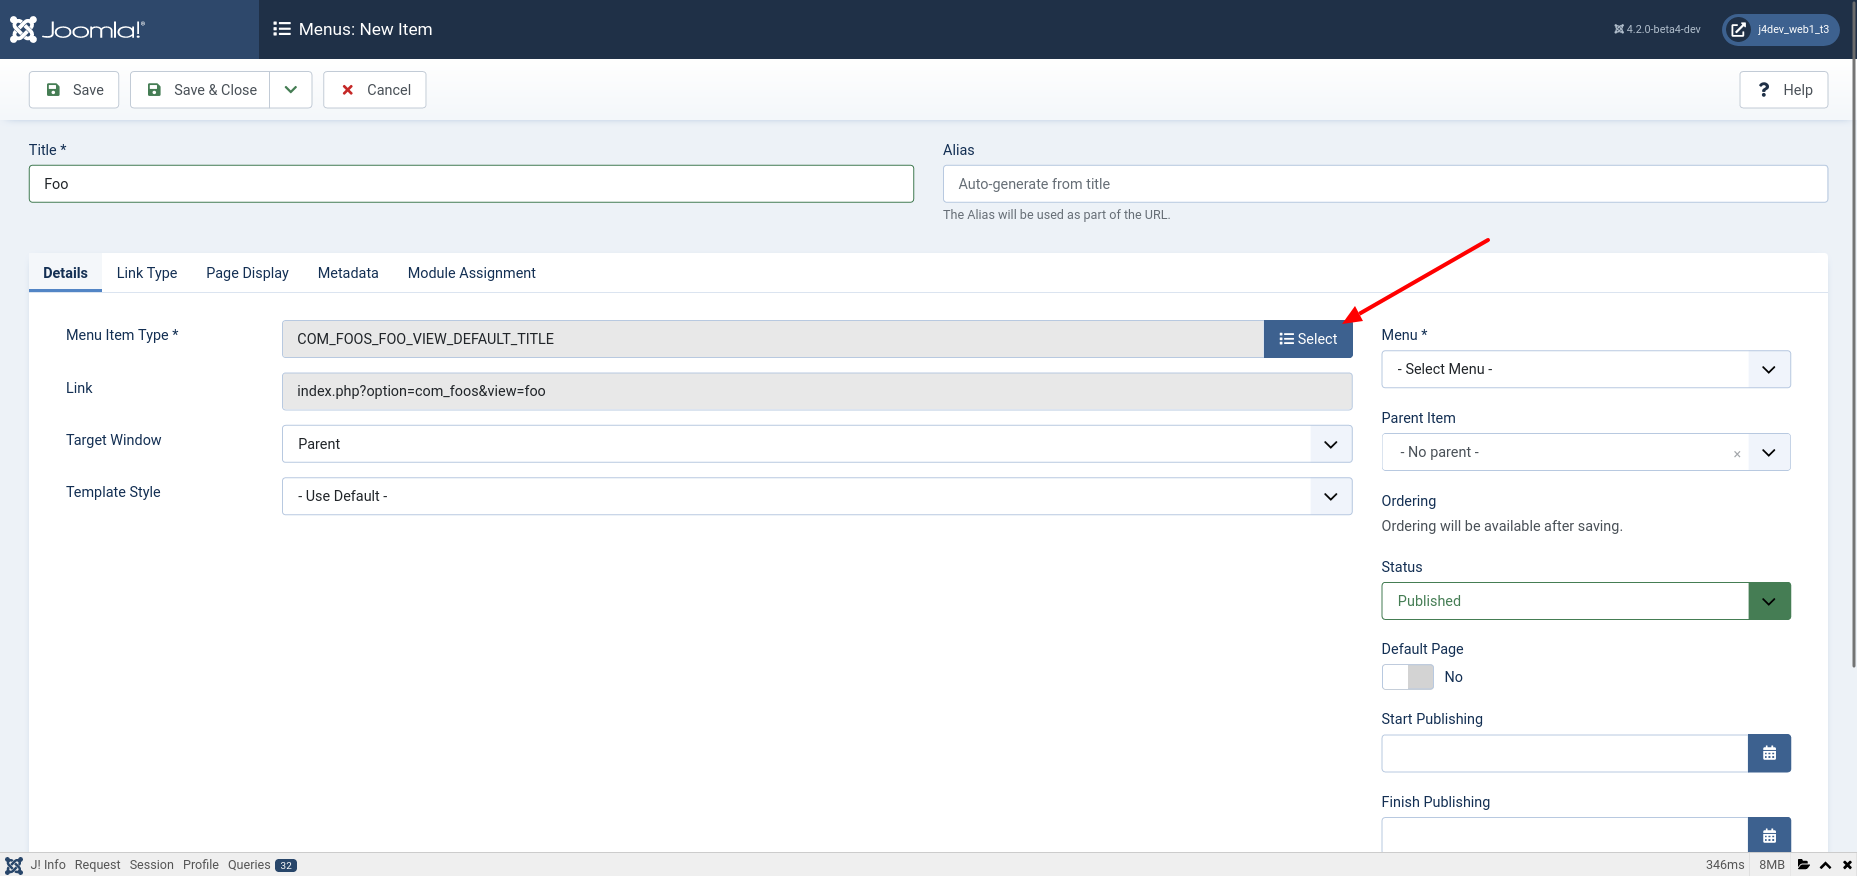 Joomla!
Menus: New Item
4.2.0-beta4-dev
j4dev_web1_t3
Save
Save & Close
Cancel
? Help
Title *
Foo
Alias
Auto-generate from title
The Alias will be used as part of the URL.
Details
Link Type
Page Display
Metadata
Module Assignment
Menu Item Type *
COM_FOOS_FOO_VIEW_DEFAULT_TITLE
Select
Link
index.php?option=com_foos&view=foo
Target Window
Parent
Template Style
- Use Default -
Menu *
- Select Menu -
Parent Item
- No parent - ×
Ordering
Ordering will be available after saving.
Status
Published
Default Page
No
Start Publishing
Finish Publishing
J! Info
Request
Session
Profile
Queries 32
346ms
8MB